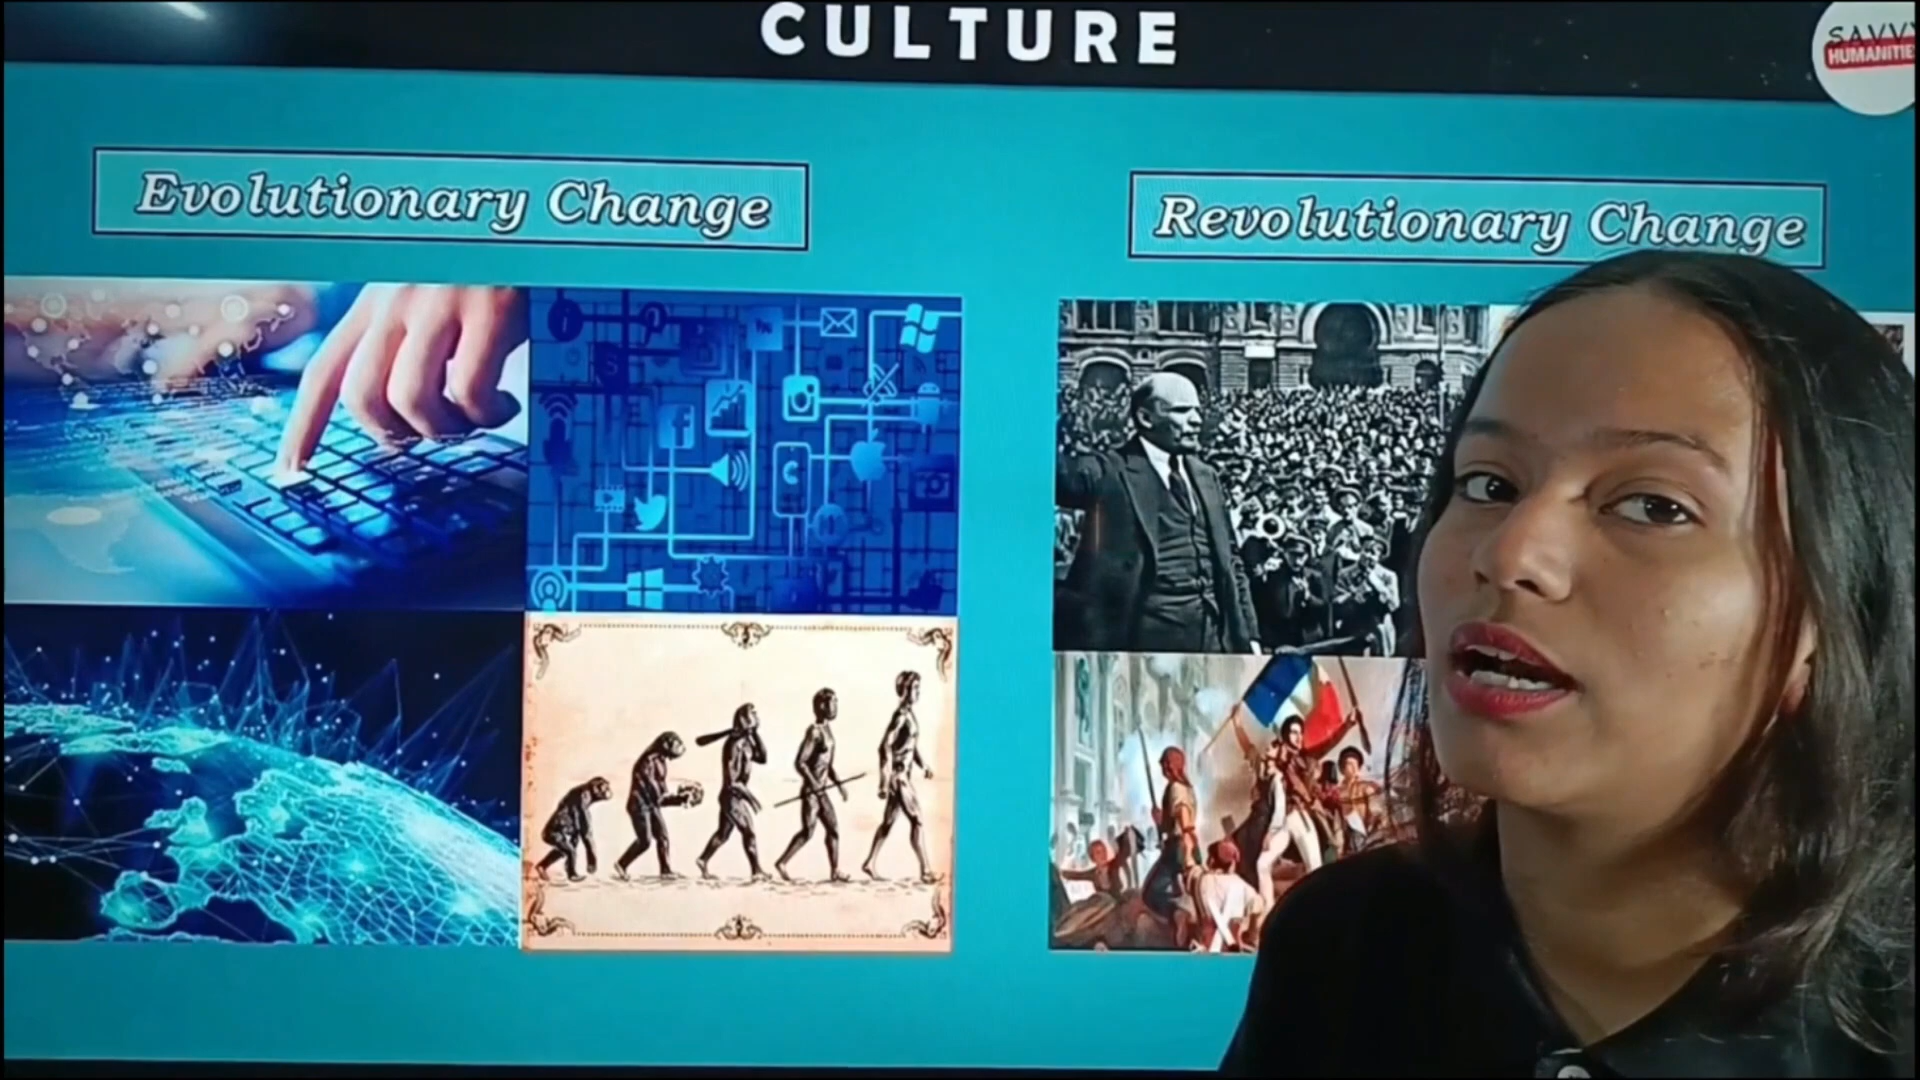 CULTURE
SAVVY
HUMANITIES
Evolutionary Change
Revolutionary Change